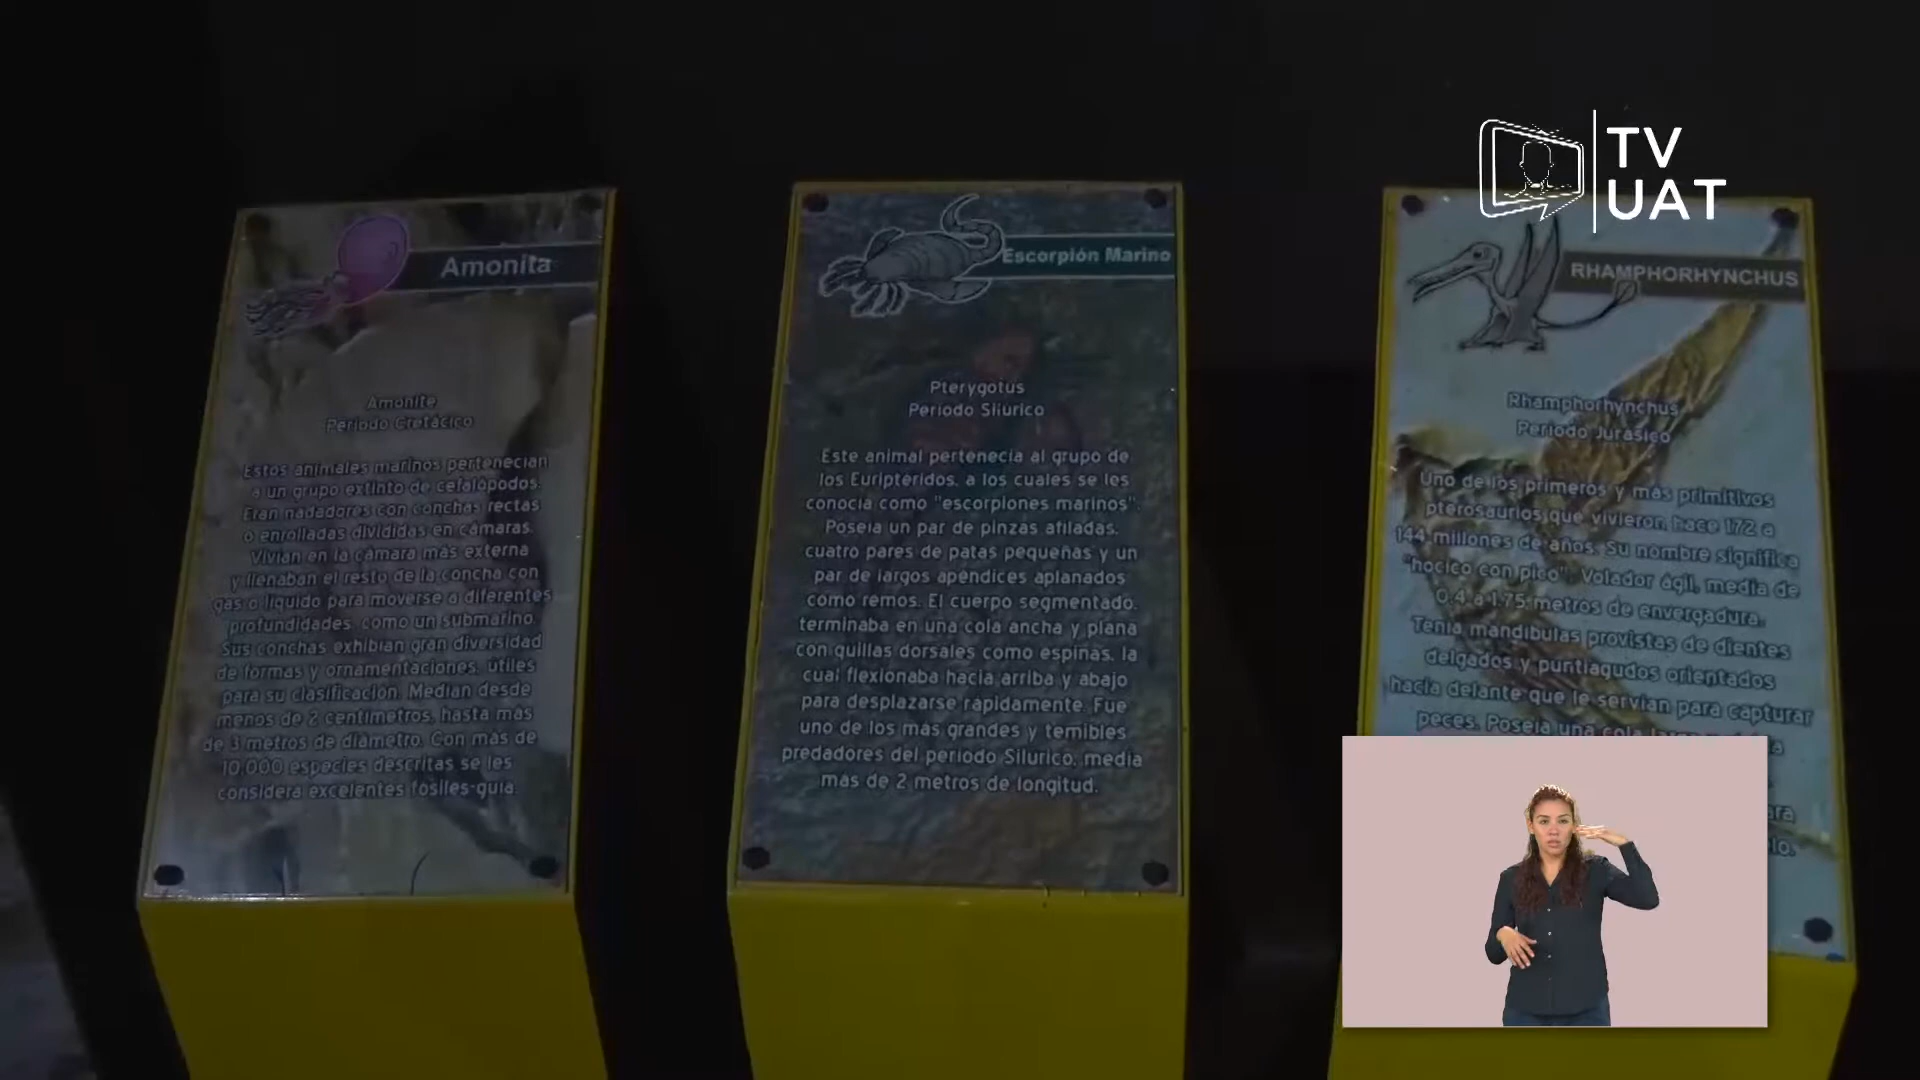 TV
UAT
Amonita
Amonite
Periodo Cretácico
Estos animales marinos pertenecían
a un grupo extinto de cefalópodos.
Eran nadadores con conchas rectas
o enrolladas divididas en cámaras.
Vivían en la cámara más externa
y llenaban el resto de la concha con
gas o líquido para moverse a diferentes
profundidades, como un submarino.
Sus conchas exhibían gran diversidad
de formas y ornamentaciones, útiles
para su clasificación. Medían desde
menos de 2 centímetros, hasta más
de 3 metros de diámetro. Con más de
10,000 especies descritas se les
considera excelentes fósiles-guía.
Escorpión Marino
Pterygotus
Periodo Silúrico
Este animal pertenecía al grupo de
los Euriptéridos, a los cuales se les
conocía como "escorpiones marinos".
Poseía un par de pinzas afiladas,
cuatro pares de patas pequeñas y un
par de largos apéndices aplanados
como remos. El cuerpo segmentado,
terminaba en una cola ancha y plana
con quillas dorsales como espinas, la
cual flexionaba hacia arriba y abajo
para desplazarse rápidamente. Fue
uno de los más grandes y temibles
predadores del periodo Silúrico, medía
más de 2 metros de longitud.
RHAMPHORHYNCHUS
Rhamphorhynchus
Periodo Jurásico
Uno de los primeros y más primitivos
pterosaurios que vivieron hace 172 a
144 millones de años. Su nombre significa
"hocico con pico". Volador ágil, media de
0.4 a 1.75 metros de envergadura.
Tenía mandíbulas provistas de dientes
delgados y puntiagudos orientados
hacia delante que le servían para capturar
peces. Poseía una cola